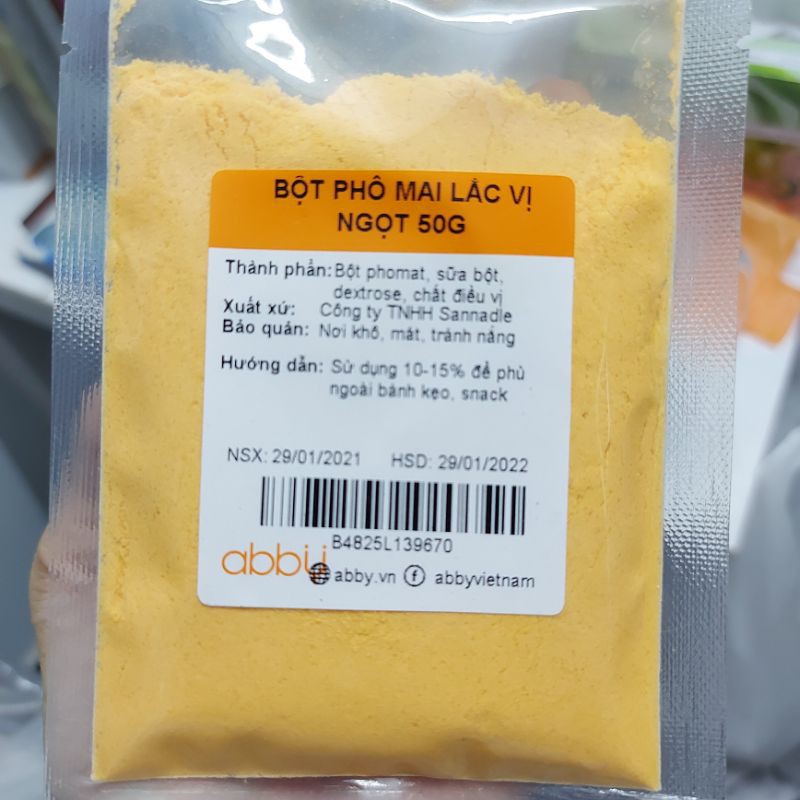 BỘT PHÔ MAI LẮC VỊ
NGỌT 50G
Thành phần: Bột phomat, sữa bột,
dextrose, chất điều vị
Xuất xứ: Công ty TNHH Sannadle
Bảo quản: Nơi khô, mát, tránh nắng
Hướng dẫn: Sử dụng 10-15% để phủ
ngoài bánh kẹo, snack
NSX: 29/01/2021 HSD: 29/01/2022
B4825L139670
abby abby.vn abbyvietnam